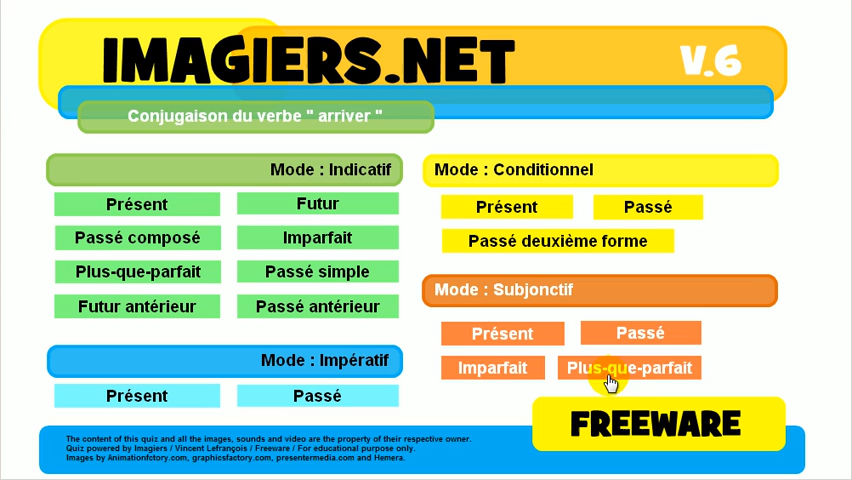 IMAGIERS.NET
V.6
Conjugaison du verbe " arriver "
Mode : Indicatif
Présent
Futur
Passé composé
Imparfait
Plus-que-parfait
Passé simple
Futur antérieur
Passé antérieur
Mode : Impératif
Présent
Passé
Mode : Conditionnel
Présent
Passé
Passé deuxième forme
Mode : Subjonctif
Présent
Passé
Imparfait
Plus-que-parfait
FREEWARE
The content of this quiz and all the images, sounds and video are the property of their respective owner.
Quiz powered by Imagiers / Vincent Lefrançois / Freeware / For educational purpose only.
Images by Animationfctory.com, graphicsfactory.com, presentermedia.com and Hemera.